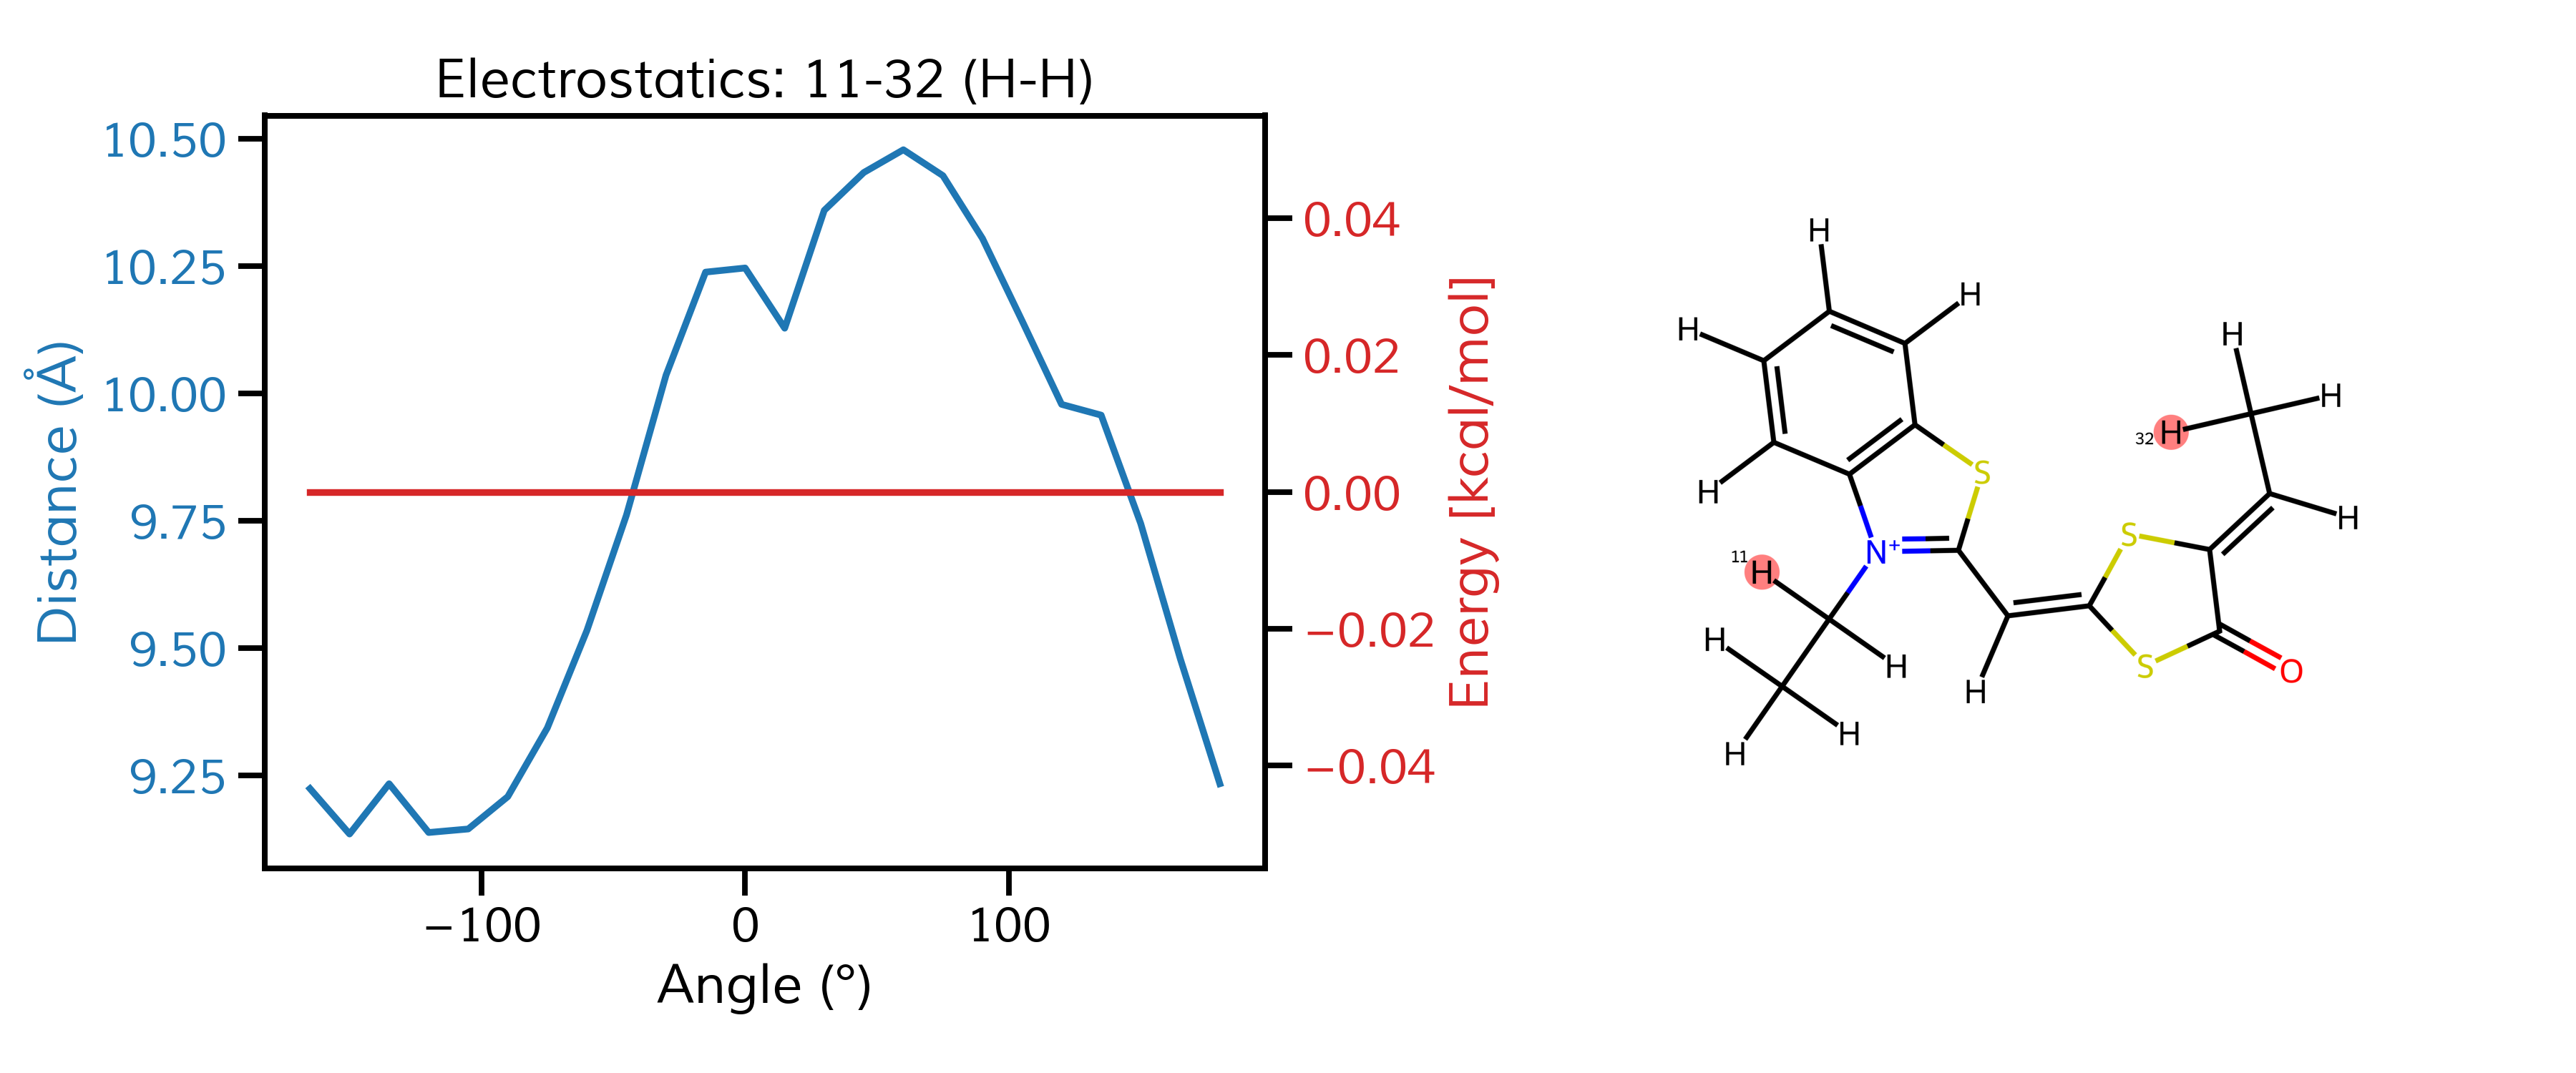 Electrostatics: 11-32 (H-H)
10.50
10.25
10.00
9.75
9.50
9.25
Distance (Å)
0.04
0.02
0.00
−0.02
−0.04
Energy [kcal/mol]
−100
0
100
Angle (°)
H
H
H
H
H
32 H
H
S
H
H
S
N+
11 H
H
H
S
O
H
H
H